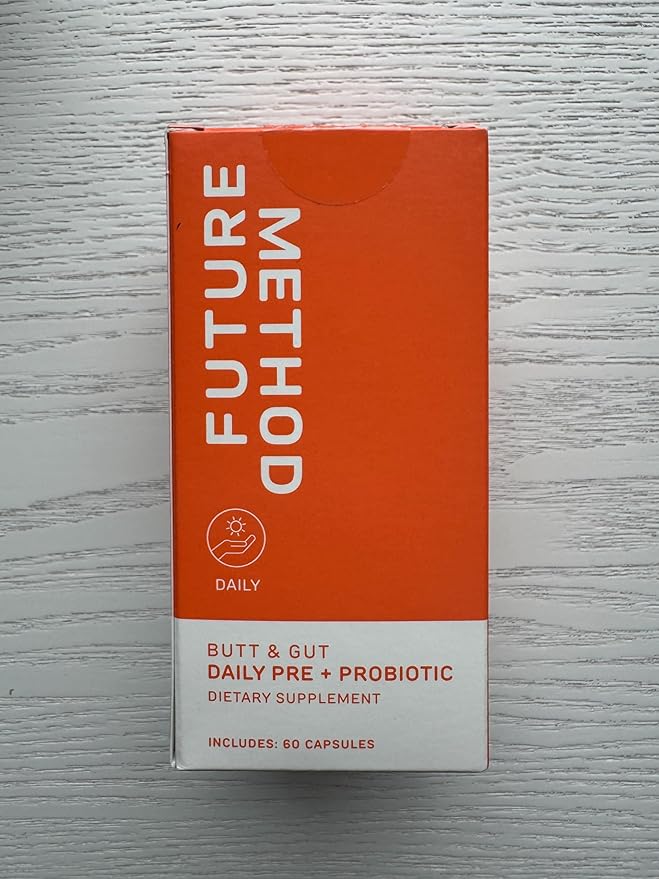 FUTURE
METHOD
DAILY
BUTT & GUT
DAILY PRE + PROBIOTIC
DIETARY SUPPLEMENT
INCLUDES: 60 CAPSULES